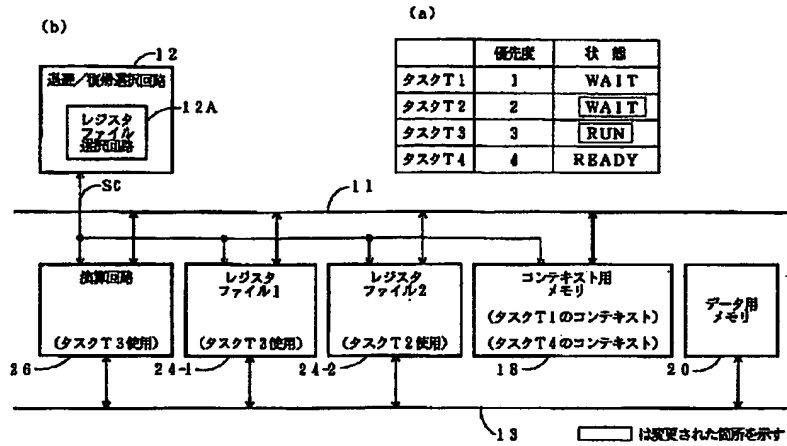 (b)
(a)
12
退避／復帰選択回路
12A
レジスタ
ファイル
選択回路
優先度 状態
タスクT1 1 WAIT
タスクT2 2 WAIT
タスクT3 3 RUN
タスクT4 4 READY
SC
11
演算回路
(タスクT3使用)
レジスタ
ファイル1
(タスクT3使用)
レジスタ
ファイル2
(タスクT2使用)
コンテキスト用
メモリ
(タスクT1のコンテキスト)
(タスクT4のコンテキスト)
データ用
メモリ
26
24-1
24-2
18
20
13
は変更された箇所を示す